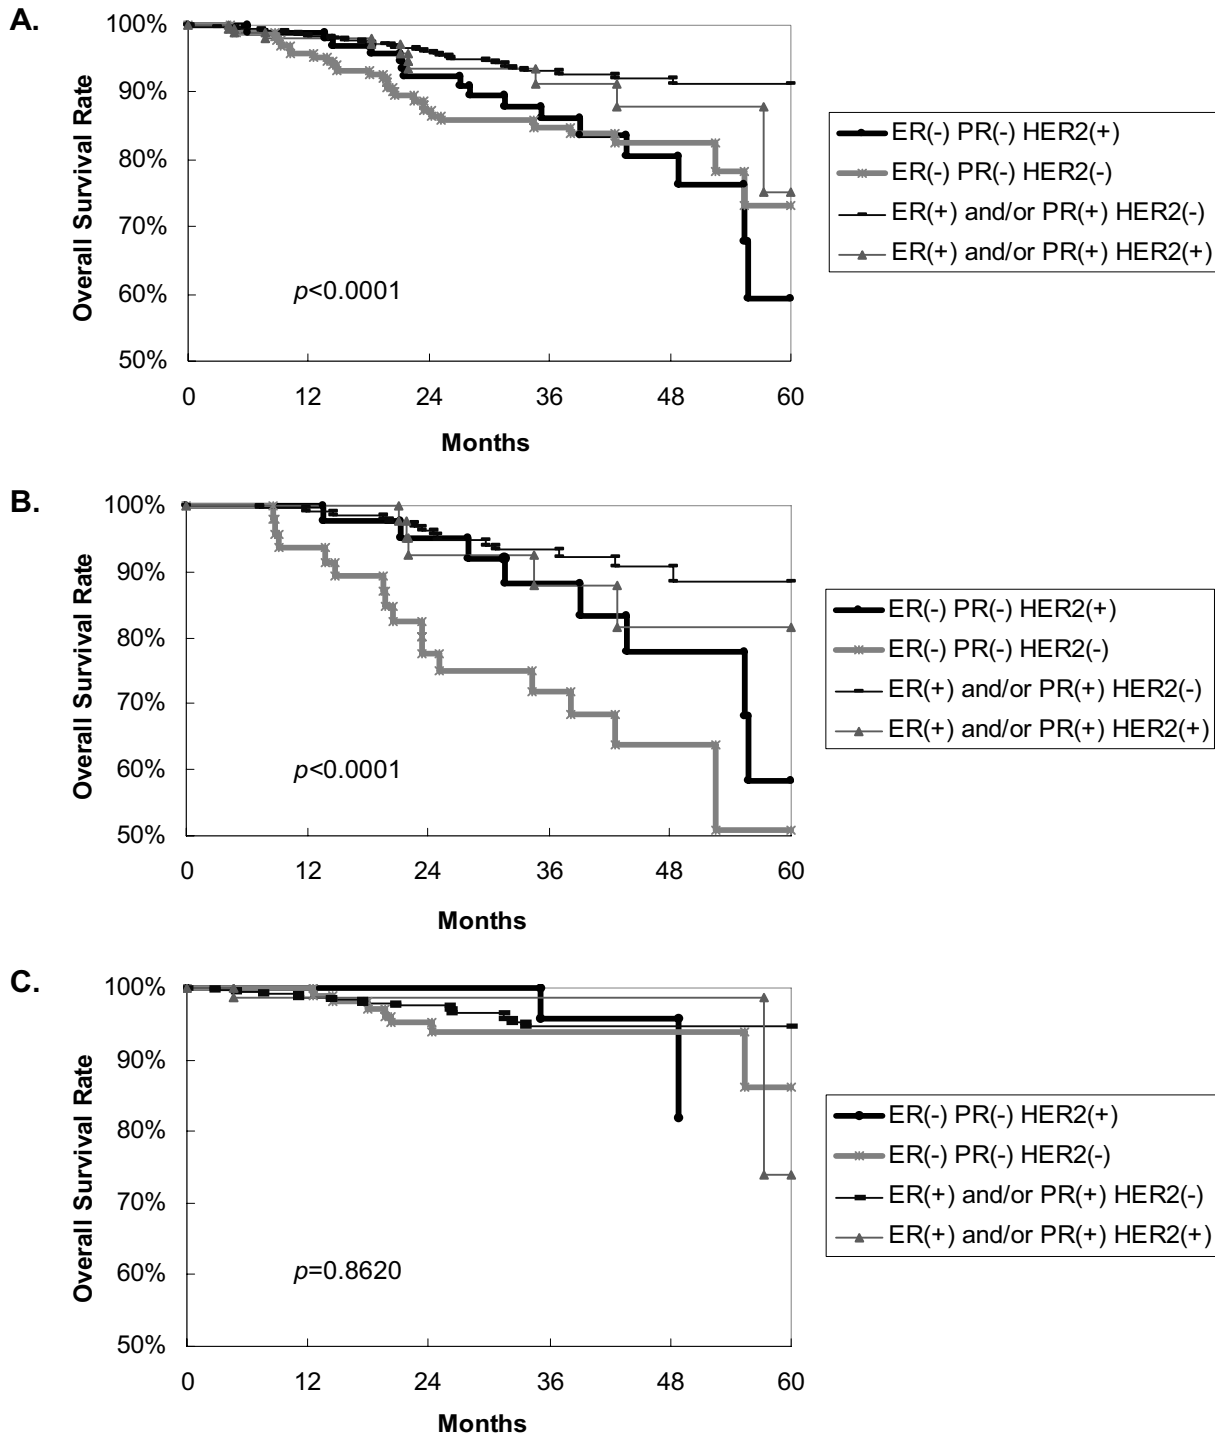 A.
100%
90%
80%
70%
60%
50%
Overall Survival Rate
p<0.0001
0 12 24 36 48 60
Months
ER(-) PR(-) HER2(+)
ER(-) PR(-) HER2(-)
ER(+) and/or PR(+) HER2(-)
ER(+) and/or PR(+) HER2(+)
B.
100%
90%
80%
70%
60%
50%
Overall Survival Rate
p<0.0001
0 12 24 36 48 60
Months
ER(-) PR(-) HER2(+)
ER(-) PR(-) HER2(-)
ER(+) and/or PR(+) HER2(-)
ER(+) and/or PR(+) HER2(+)
C.
100%
90%
80%
70%
60%
50%
Overall Survival Rate
p=0.8620
0 12 24 36 48 60
Months
ER(-) PR(-) HER2(+)
ER(-) PR(-) HER2(-)
ER(+) and/or PR(+) HER2(-)
ER(+) and/or PR(+) HER2(+)